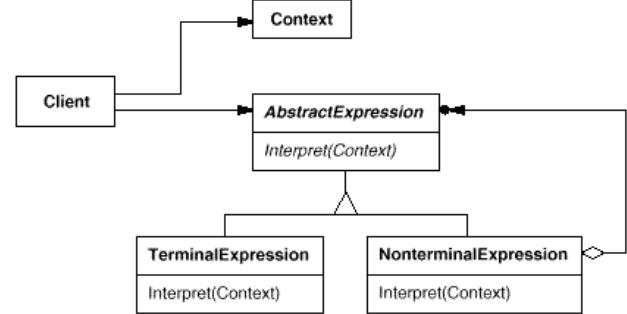 Context
Client
AbstractExpression
Interpret(Context)
TerminalExpression
Interpret(Context)
NonterminalExpression
Interpret(Context)